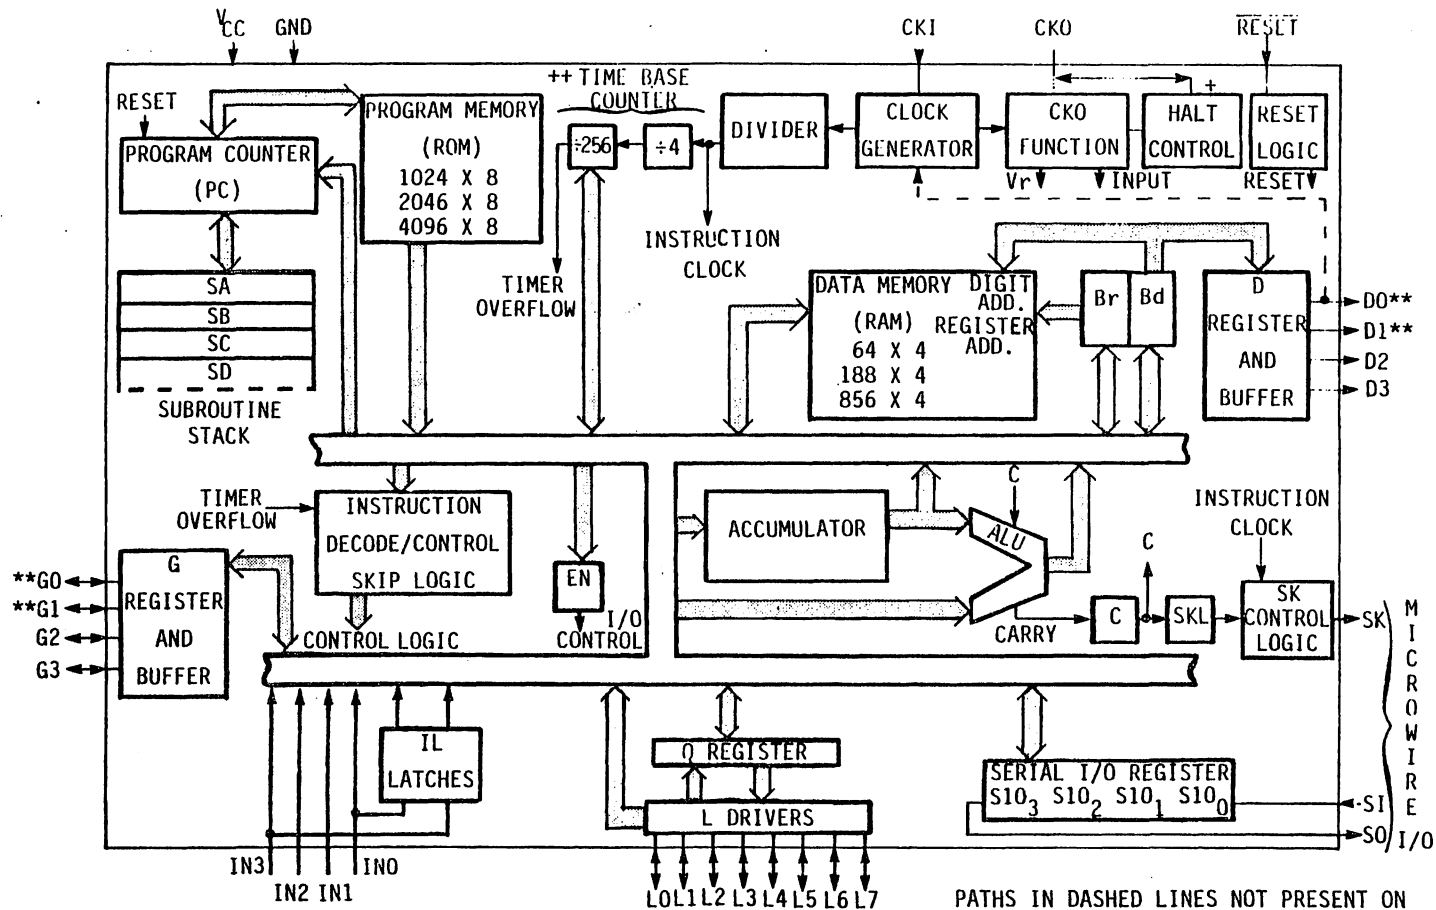 VCC GND CKI CKO RESET
++ TIME BASE COUNTER
RESET
PROGRAM COUNTER
(PC)
PROGRAM MEMORY
(ROM)
1024 X 8
2046 X 8
4096 X 8
÷256
÷4
DIVIDER
CLOCK
GENERATOR
CKO
FUNCTION
+
HALT
CONTROL
RESET
LOGIC
Vr
INPUT
RESET
INSTRUCTION
CLOCK
TIMER
OVERFLOW
SA
SB
SC
SD
SUBROUTINE
STACK
DATA MEMORY
(RAM)
64 X 4
188 X 4
856 X 4
DIGIT
ADD.
REGISTER
ADD.
Br
Bd
D
REGISTER
AND
BUFFER
D0**
D1**
D2
D3
TIMER
OVERFLOW
INSTRUCTION
DECODE/CONTROL
SKIP LOGIC
CONTROL LOGIC
EN
I/O
CONTROL
ACCUMULATOR
C
ALU
CARRY
C
C
SKL
INSTRUCTION
CLOCK
SK
CONTROL
LOGIC
SK
**G0
**G1
G2
G3
G
REGISTER
AND
BUFFER
IL
LATCHES
Q REGISTER
L DRIVERS
SERIAL I/O REGISTER
S1O3 S1O2 S1O1 S1O0
SI
SO
MICROWIRE
I/O
IN3
IN2
IN1
IN0
L0 L1 L2 L3 L4 L5 L6 L7
PATHS IN DASHED LINES NOT PRESENT ON